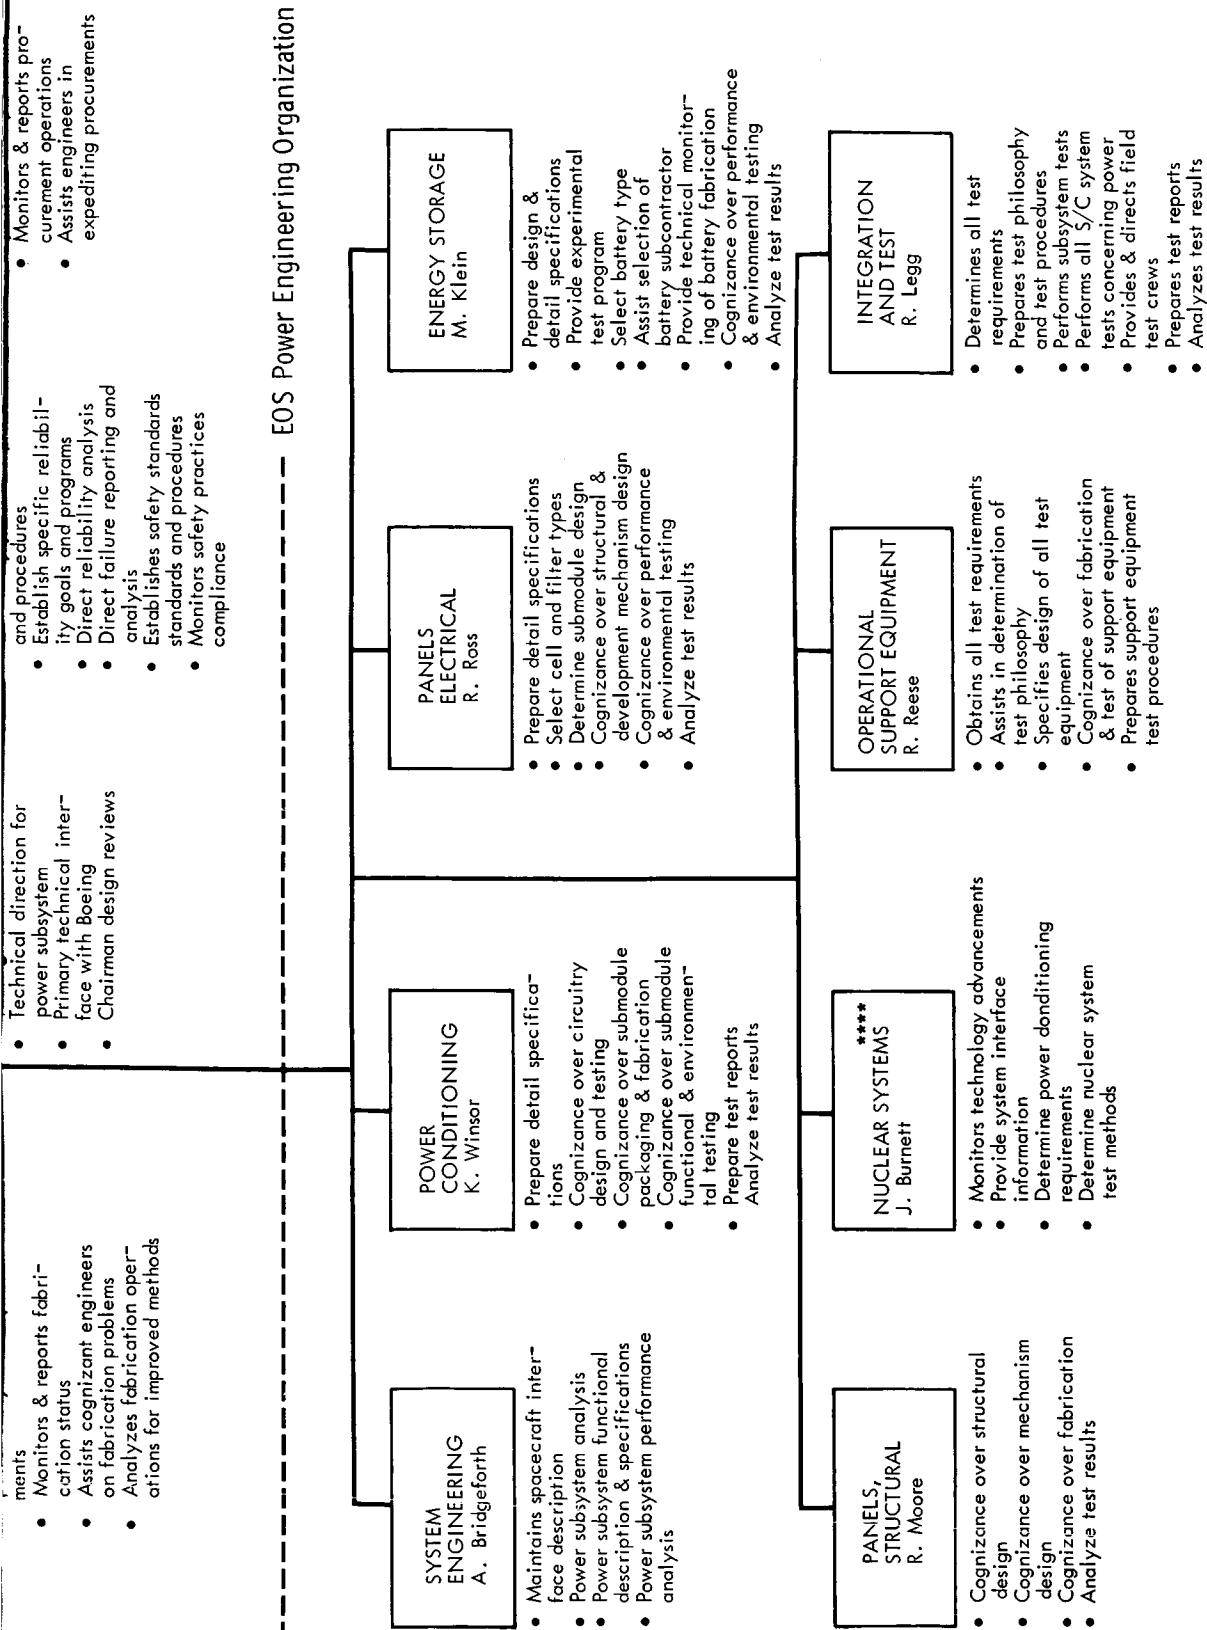 ments
• Monitors & reports fabri-
cation status
• Assists cognizant engineers
on fabrication problems
• Analyzes fabrication oper-
ations for improved methods
• Technical direction for
power subsystem
• Primary technical inter-
face with Boeing
• Chairman design reviews
and procedures
• Establish specific reliabil-
ity goals and programs
• Direct reliability analysis
• Direct failure reporting and
analysis
• Establishes safety standards
standards and procedures
• Monitors safety practices
compliance
• Monitors & reports pro-
curement operations
• Assists engineers in
expediting procurements
EOS Power Engineering Organization
SYSTEM
ENGINEERING
A. Bridgeforth
• Maintains spacecraft inter-
face description
• Power subsystem analysis
• Power subsystem functional
description & specifications
• Power subsystem performance
analysis
POWER
CONDITIONING
K. Winsor
• Prepare detail specifica-
tions
• Cognizance over circuitry
design and testing
• Cognizance over submodule
packaging & fabrication
• Cognizance over submodule
functional & environmen-
tal testing
• Prepare test reports
• Analyze test results
PANELS
ELECTRICAL
R. Ross
• Prepare detail specifications
• Select cell and filter types
• Determine submodule design
• Cognizance over structural &
development mechanism design
• Cognizance over performance
& environmental testing
• Analyze test results
ENERGY STORAGE
M. Klein
• Prepare design &
detail specifications
• Provide experimental
test program
• Select battery type
• Assist selection of
battery subcontractor
• Provide technical monitor-
ing of battery fabrication
• Cognizance over performance
& environmental testing
• Analyze test results
PANELS,
STRUCTURAL
R. Moore
• Cognizance over structural
design
• Cognizance over mechanism
design
• Cognizance over fabrication
• Analyze test results
****
NUCLEAR SYSTEMS
J. Burnett
• Monitors technology advancements
• Provide system interface
information
• Determine power donditioning
requirements
• Determine nuclear system
test methods
OPERATIONAL
SUPPORT EQUIPMENT
R. Reese
• Obtains all test requirements
• Assists in determination of
test philosophy
• Specifies design of all test
equipment
• Cognizance over fabrication
& test of support equipment
• Prepares support equipment
test procedures
INTEGRATION
AND TEST
R. Legg
• Determines all test
requirements
• Prepares test philosophy
and test procedures
• Performs subsystem tests
• Performs all S/C system
tests concerning power
• Provides & directs field
test crews
• Prepares test reports
• Analyzes test results